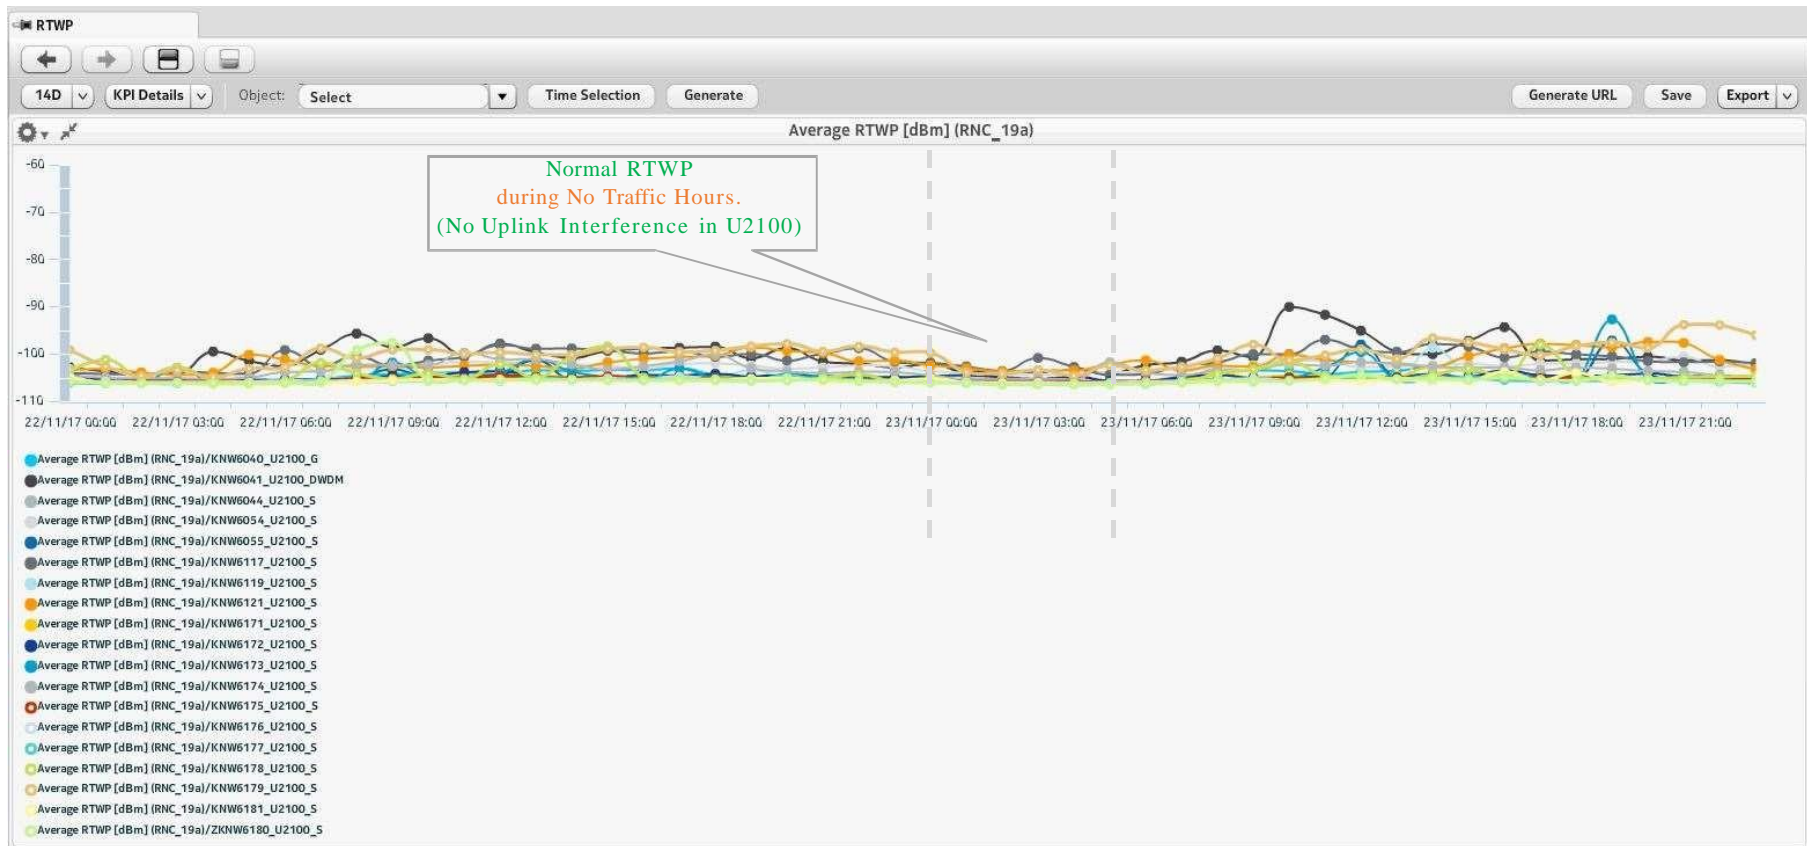 RTWP
14D KPI Details Object: Select Time Selection Generate Generate URL Save Export
Average RTWP [dBm] (RNC_19a)
Normal RTWP
during No Traffic Hours.
(No Uplink Interference in U2100)
-60
-70
-80
-90
-100
-110
22/11/17 00:00 22/11/17 03:00 22/11/17 06:00 22/11/17 09:00 22/11/17 12:00 22/11/17 15:00 22/11/17 18:00 22/11/17 21:00 23/11/17 00:00 23/11/17 03:00 23/11/17 06:00 23/11/17 09:00 23/11/17 12:00 23/11/17 15:00 23/11/17 18:00 23/11/17 21:00
Average RTWP [dBm] (RNC_19a)/KNW6040_U2100_G
Average RTWP [dBm] (RNC_19a)/KNW6041_U2100_DWDM
Average RTWP [dBm] (RNC_19a)/KNW6044_U2100_S
Average RTWP [dBm] (RNC_19a)/KNW6054_U2100_S
Average RTWP [dBm] (RNC_19a)/KNW6055_U2100_S
Average RTWP [dBm] (RNC_19a)/KNW6117_U2100_S
Average RTWP [dBm] (RNC_19a)/KNW6119_U2100_S
Average RTWP [dBm] (RNC_19a)/KNW6121_U2100_S
Average RTWP [dBm] (RNC_19a)/KNW6171_U2100_S
Average RTWP [dBm] (RNC_19a)/KNW6172_U2100_S
Average RTWP [dBm] (RNC_19a)/KNW6173_U2100_S
Average RTWP [dBm] (RNC_19a)/KNW6174_U2100_S
Average RTWP [dBm] (RNC_19a)/KNW6175_U2100_S
Average RTWP [dBm] (RNC_19a)/KNW6176_U2100_S
Average RTWP [dBm] (RNC_19a)/KNW6177_U2100_S
Average RTWP [dBm] (RNC_19a)/KNW6178_U2100_S
Average RTWP [dBm] (RNC_19a)/KNW6179_U2100_S
Average RTWP [dBm] (RNC_19a)/KNW6181_U2100_S
Average RTWP [dBm] (RNC_19a)/ZKNW6180_U2100_S